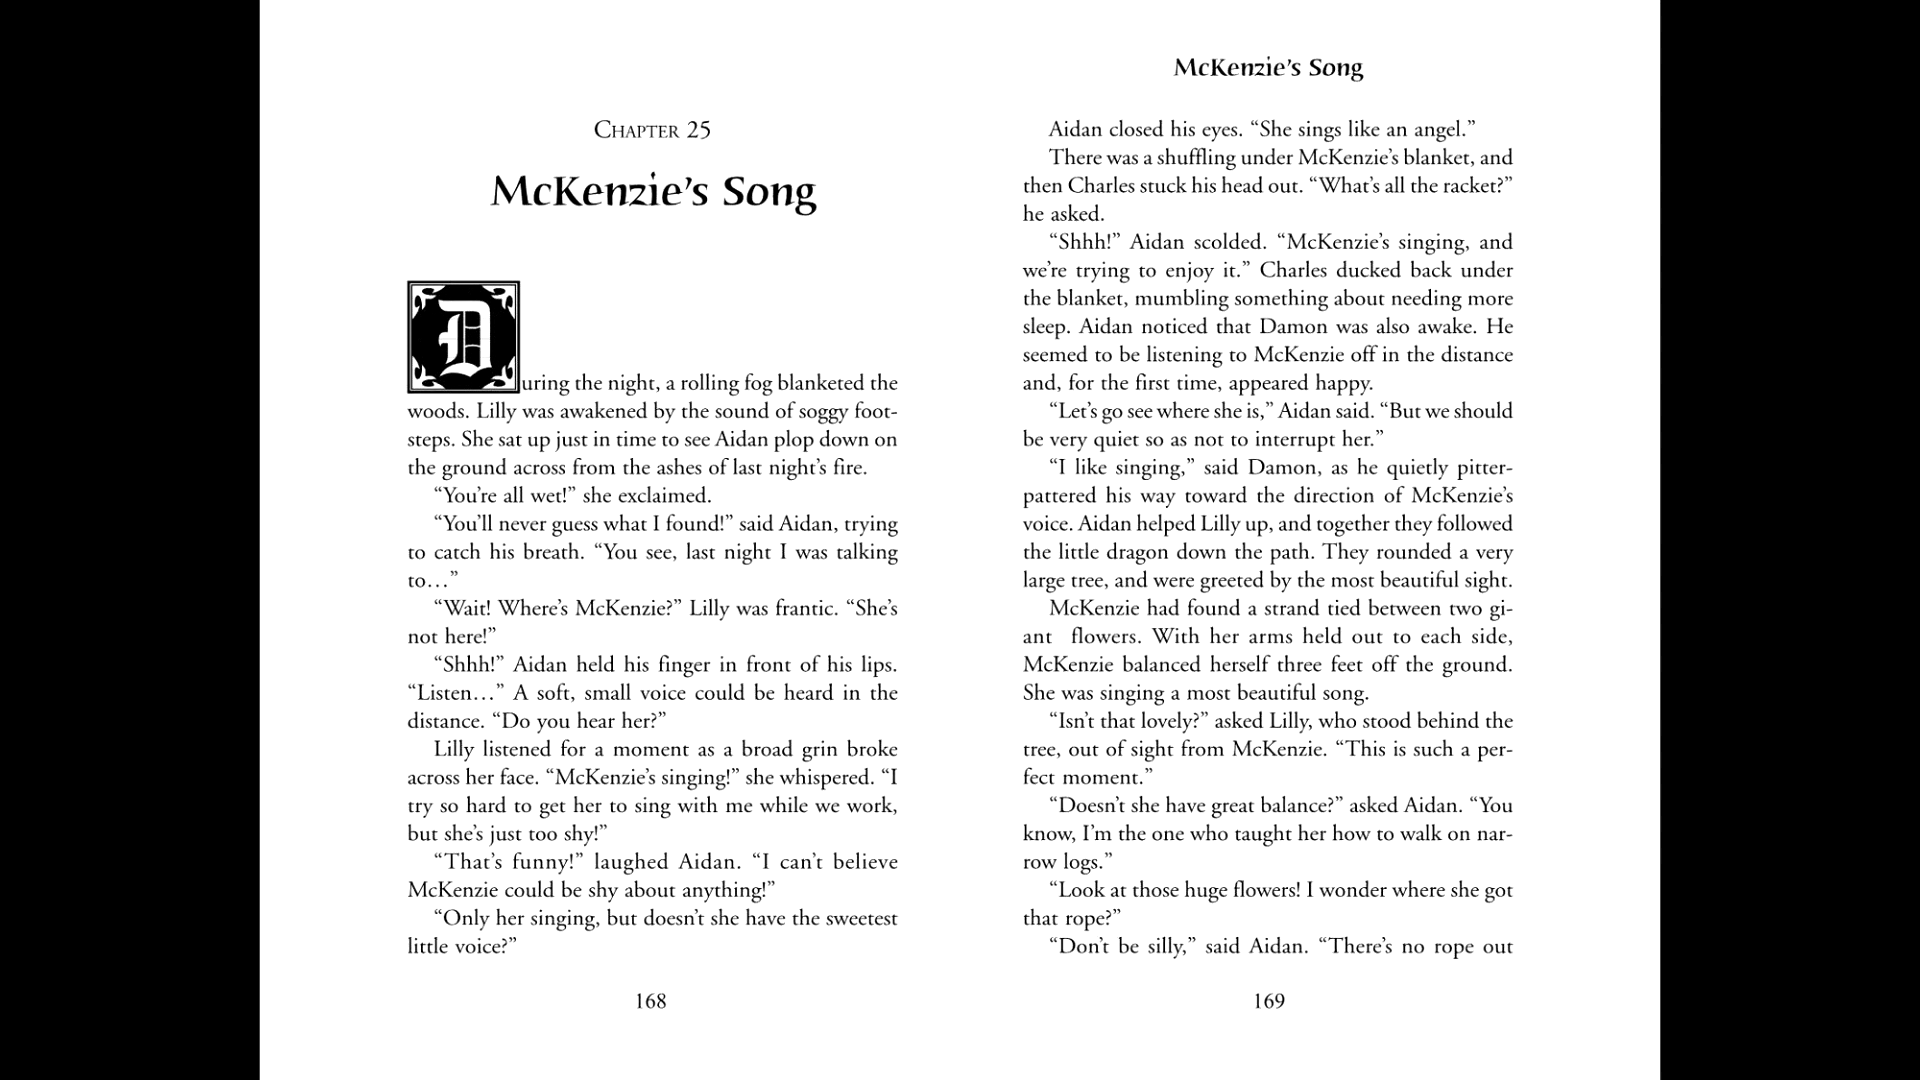 CHAPTER 25
McKenzie’s Song
During the night, a rolling fog blanketed the
woods. Lilly was awakened by the sound of soggy foot-
steps. She sat up just in time to see Aidan plop down on
the ground across from the ashes of last night’s fire.
“You’re all wet!” she exclaimed.
“You’ll never guess what I found!” said Aidan, trying
to catch his breath. “You see, last night I was talking
to…”
“Wait! Where’s McKenzie?” Lilly was frantic. “She’s
not here!”
“Shhh!” Aidan held his finger in front of his lips.
“Listen…” A soft, small voice could be heard in the
distance. “Do you hear her?”
Lilly listened for a moment as a broad grin broke
across her face. “McKenzie’s singing!” she whispered. “I
try so hard to get her to sing with me while we work,
but she’s just too shy!”
“That’s funny!” laughed Aidan. “I can’t believe
McKenzie could be shy about anything!”
“Only her singing, but doesn’t she have the sweetest
little voice?”
168
McKenzie’s Song
Aidan closed his eyes. “She sings like an angel.”
There was a shuffling under McKenzie’s blanket, and
then Charles stuck his head out. “What’s all the racket?”
he asked.
“Shhh!” Aidan scolded. “McKenzie’s singing, and
we’re trying to enjoy it.” Charles ducked back under
the blanket, mumbling something about needing more
sleep. Aidan noticed that Damon was also awake. He
seemed to be listening to McKenzie off in the distance
and, for the first time, appeared happy.
“Let’s go see where she is,” Aidan said. “But we should
be very quiet so as not to interrupt her.”
“I like singing,” said Damon, as he quietly pitter-
pattered his way toward the direction of McKenzie’s
voice. Aidan helped Lilly up, and together they followed
the little dragon down the path. They rounded a very
large tree, and were greeted by the most beautiful sight.
McKenzie had found a strand tied between two gi-
ant flowers. With her arms held out to each side,
McKenzie balanced herself three feet off the ground.
She was singing a most beautiful song.
“Isn’t that lovely?” asked Lilly, who stood behind the
tree, out of sight from McKenzie. “This is such a per-
fect moment.”
“Doesn’t she have great balance?” asked Aidan. “You
know, I’m the one who taught her how to walk on nar-
row logs.”
“Look at those huge flowers! I wonder where she got
that rope?”
“Don’t be silly,” said Aidan. “There’s no rope out
169